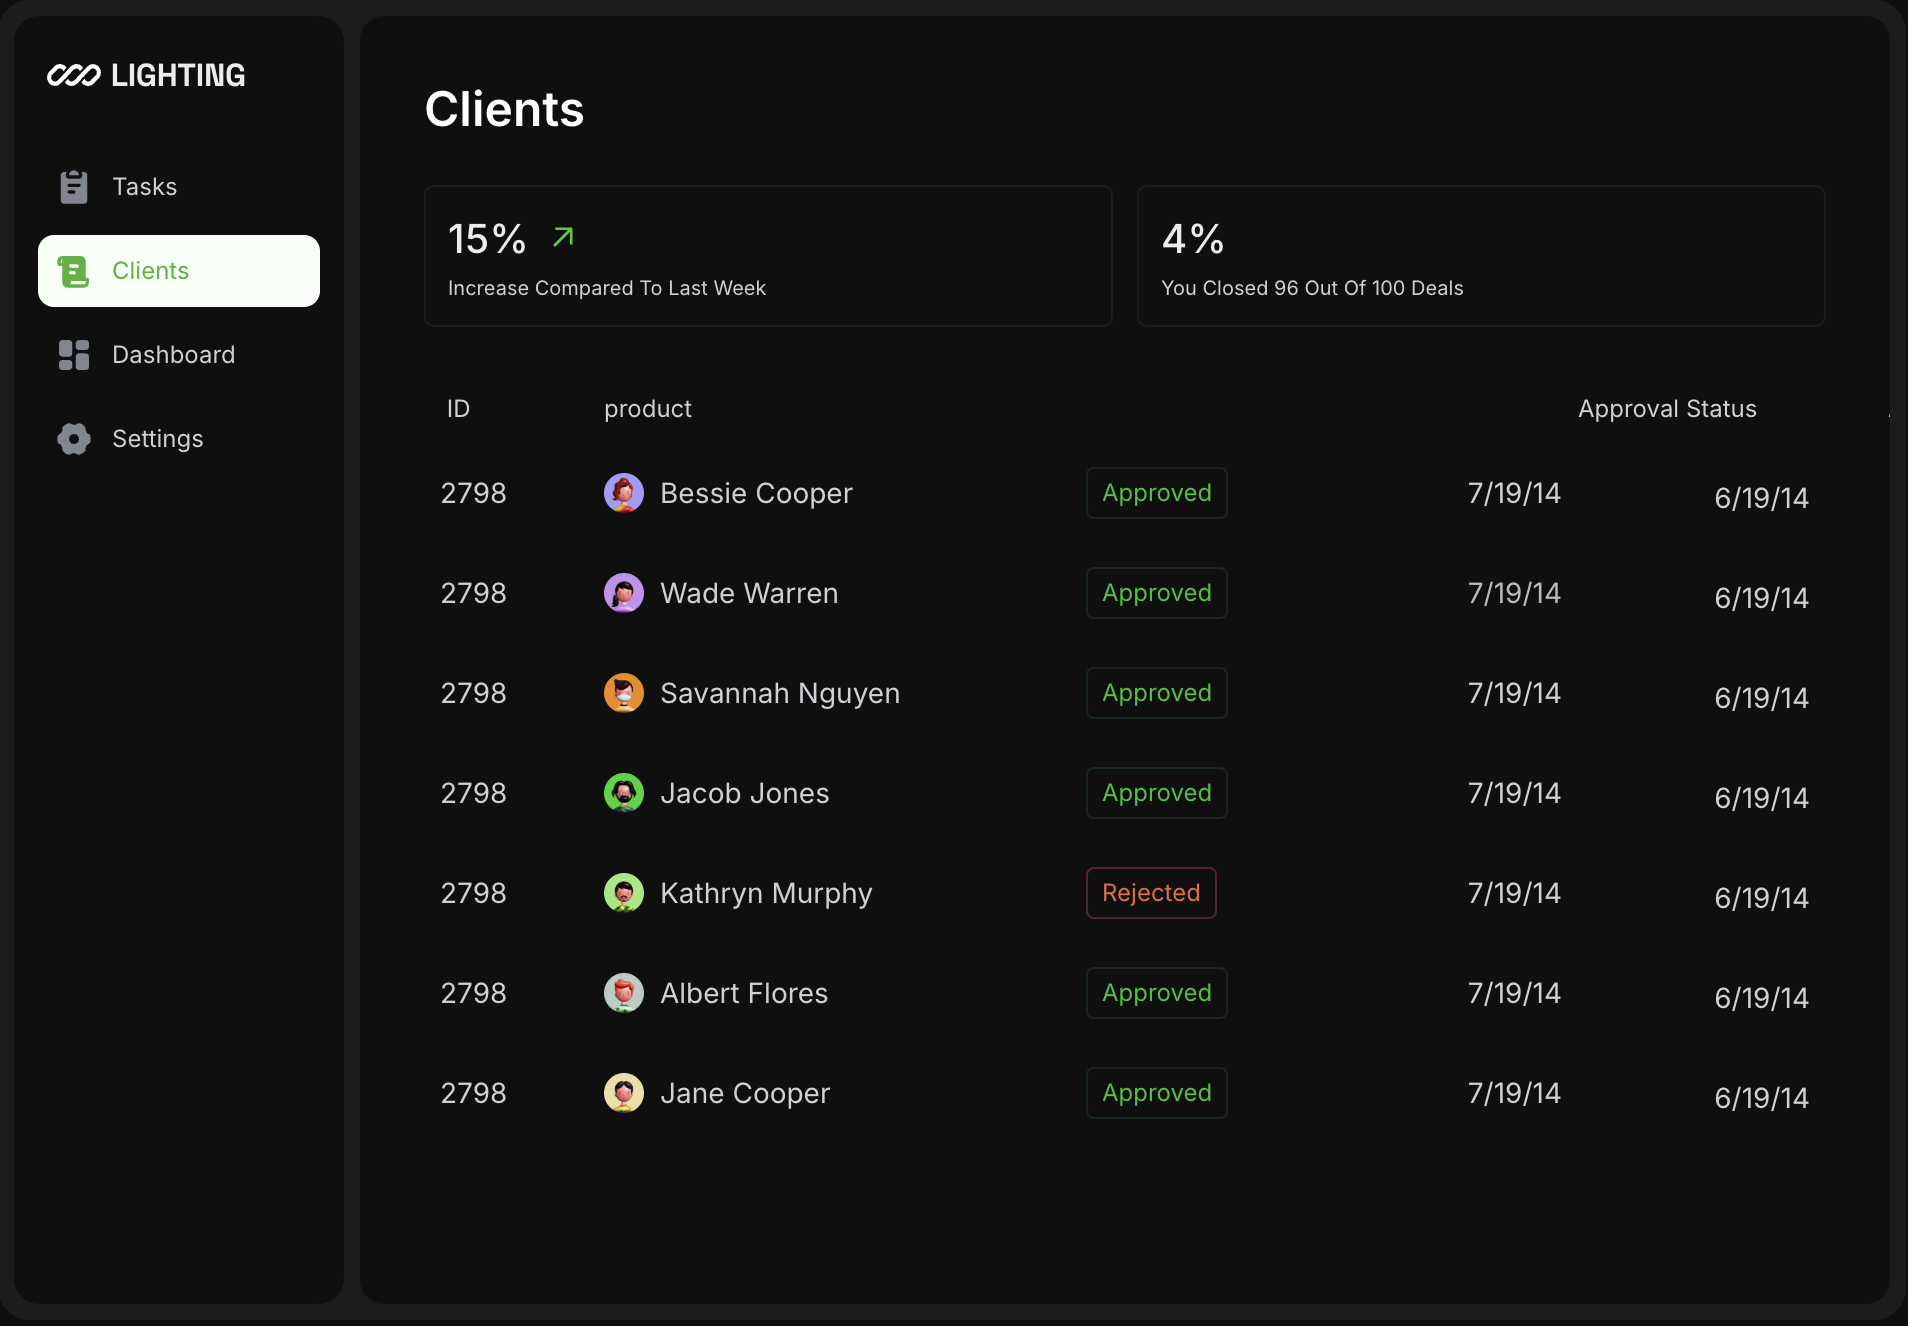 LIGHTING
Tasks
Clients
Dashboard
Settings
Clients
15%
Increase Compared To Last Week
4%
You Closed 96 Out Of 100 Deals
ID product Approval Status
2798 Bessie Cooper Approved 7/19/14 6/19/14
2798 Wade Warren Approved 7/19/14 6/19/14
2798 Savannah Nguyen Approved 7/19/14 6/19/14
2798 Jacob Jones Approved 7/19/14 6/19/14
2798 Kathryn Murphy Rejected 7/19/14 6/19/14
2798 Albert Flores Approved 7/19/14 6/19/14
2798 Jane Cooper Approved 7/19/14 6/19/14